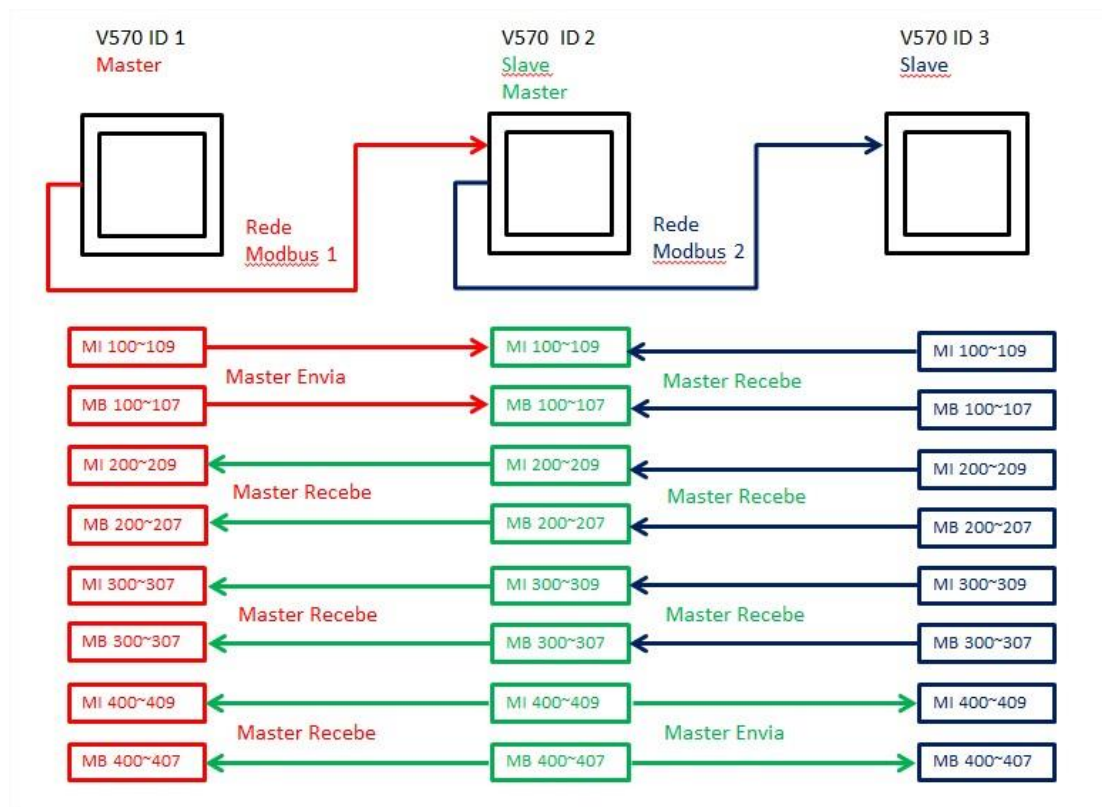 V570 ID 1
Master
V570 ID 2
Slave
Master
V570 ID 3
Slave
Rede
Modbus 1
Rede
Modbus 2
MI 100~109
MI 100~109
MI 100~109
Master Envia
Master Recebe
MB 100~107
MB 100~107
MB 100~107
MI 200~209
MI 200~209
MI 200~209
Master Recebe
Master Recebe
MB 200~207
MB 200~207
MB 200~207
MI 300~307
MI 300~309
MI 300~309
Master Recebe
Master Recebe
MB 300~307
MB 300~307
MB 300~307
MI 400~409
MI 400~409
MI 400~409
Master Recebe
Master Envia
MB 400~407
MB 400~407
MB 400~407